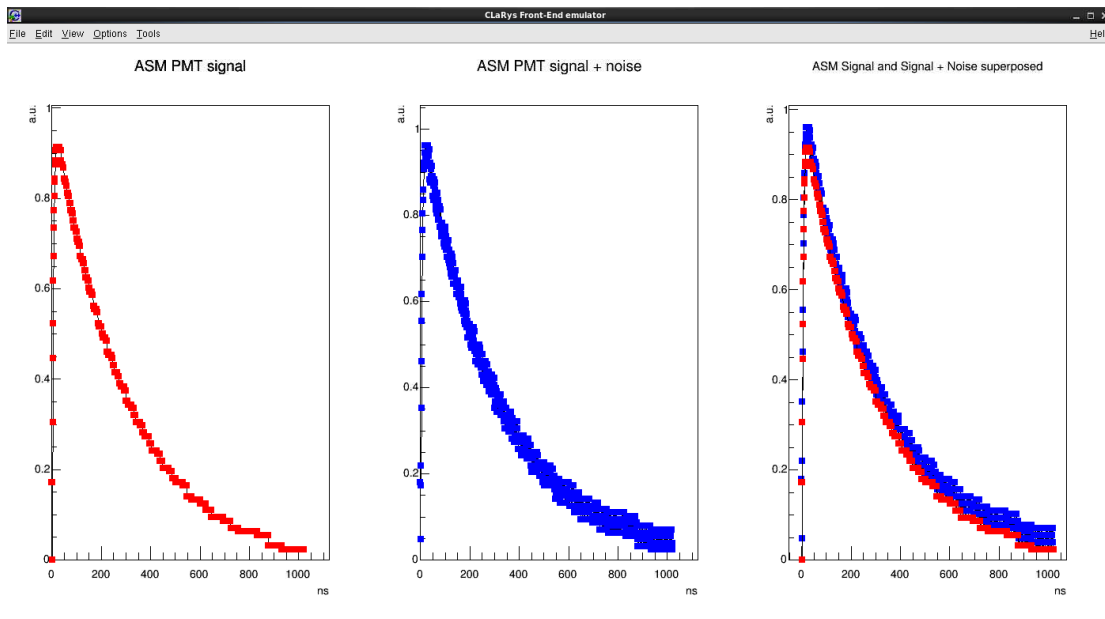 CLaRys Front-End emulator
File Edit View Options Tools Hel
ASM PMT signal
a.u.
1
0.8
0.6
0.4
0.2
0
0 200 400 600 800 1000
ns
ASM PMT signal + noise
a.u.
1
0.8
0.6
0.4
0.2
0
0 200 400 600 800 1000
ns
ASM Signal and Signal + Noise superposed
a.u.
1
0.8
0.6
0.4
0.2
0
0 200 400 600 800 1000
ns